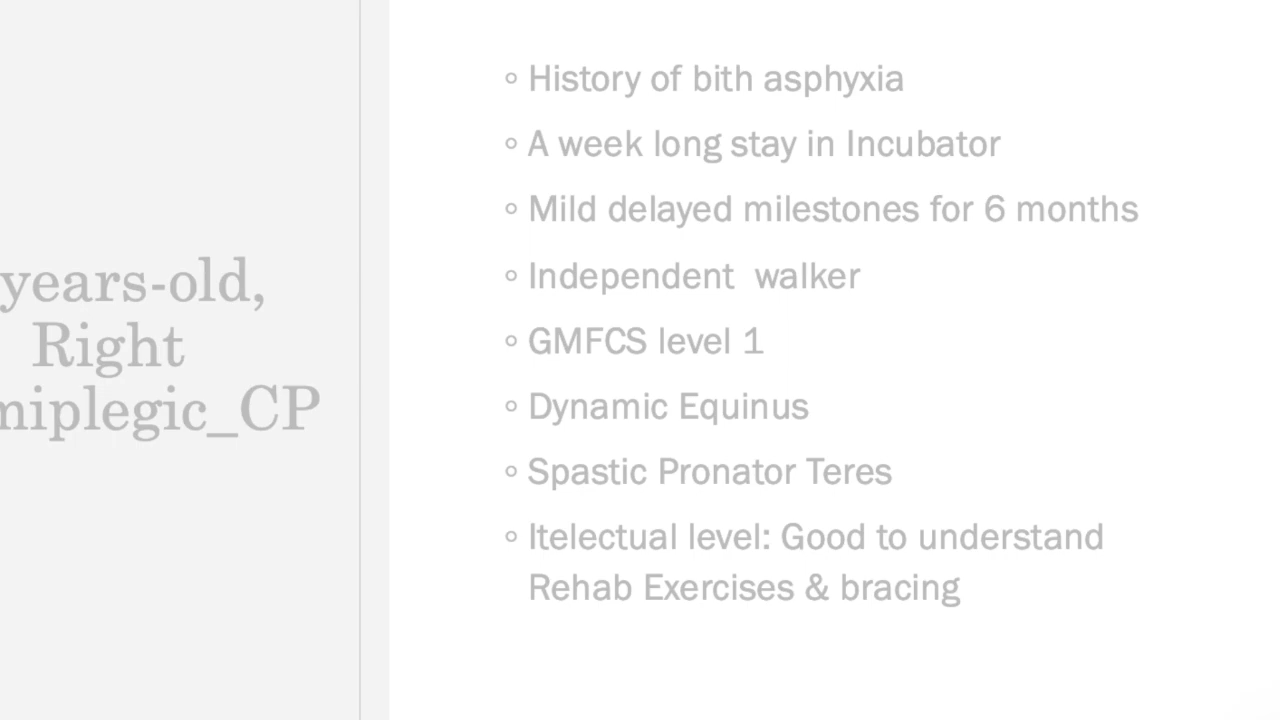 years-old,
Right
miplegic_CP
◦ History of bith asphyxia
◦ A week long stay in Incubator
◦ Mild delayed milestones for 6 months
◦ Independent  walker
◦ GMFCS level 1
◦ Dynamic Equinus
◦ Spastic Pronator Teres
◦ Itelectual level: Good to understand
Rehab Exercises & bracing